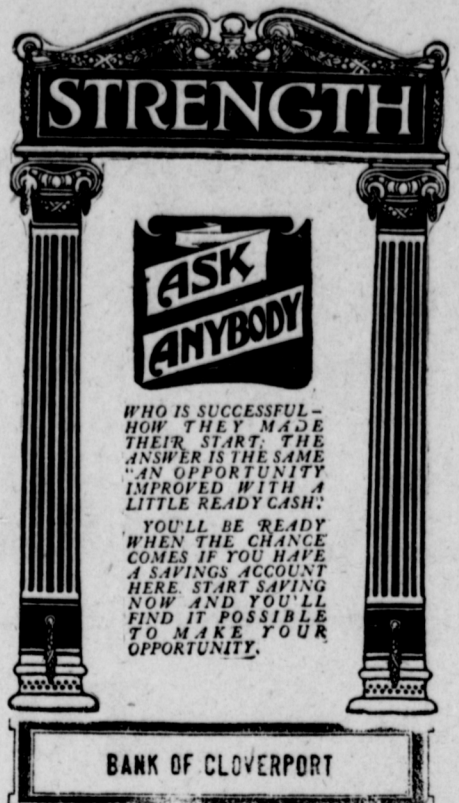 STRENGTH
ASK
ANYBODY
WHO IS SUCCESSFUL–
HOW THEY MADE
THEIR START; THE
ANSWER IS THE SAME
"AN OPPORTUNITY
IMPROVED WITH A
LITTLE READY CASH".
YOU'LL BE READY
WHEN THE CHANCE
COMES IF YOU HAVE
A SAVINGS ACCOUNT
HERE. START SAVING
NOW AND YOU'LL
FIND IT POSSIBLE
TO MAKE YOUR
OPPORTUNITY.
BANK OF CLOVERPORT